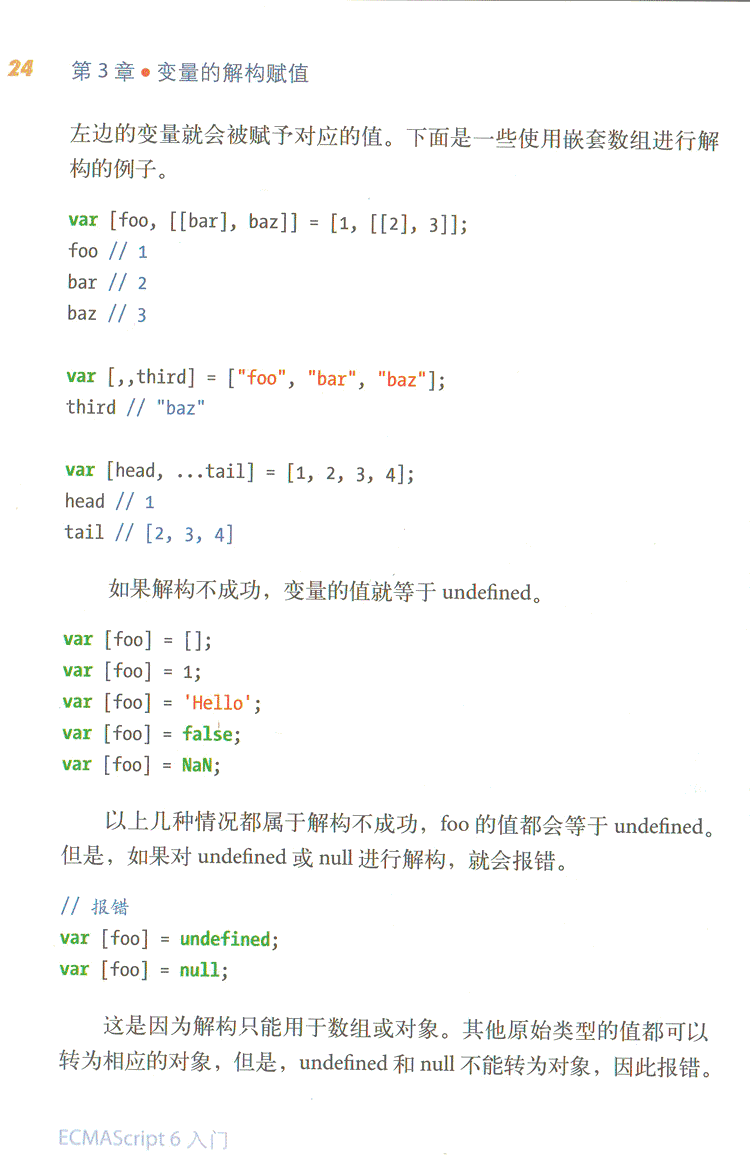 24 第 3 章 • 变量的解构赋值
左边的变量就会被赋予对应的值。下面是一些使用嵌套数组进行解
构的例子。
var [foo, [[bar], baz]] = [1, [[2], 3]];
foo // 1
bar // 2
baz // 3
var [,,third] = ["foo", "bar", "baz"];
third // "baz"
var [head, ...tail] = [1, 2, 3, 4];
head // 1
tail // [2, 3, 4]
如果解构不成功，变量的值就等于 undefined。
var [foo] = [];
var [foo] = 1;
var [foo] = 'Hello';
var [foo] = false;
var [foo] = NaN;
以上几种情况都属于解构不成功，foo 的值都会等于 undefined。
但是，如果对 undefined 或 null 进行解构，就会报错。
// 报错
var [foo] = undefined;
var [foo] = null;
这是因为解构只能用于数组或对象。其他原始类型的值都可以
转为相应的对象，但是，undefined 和 null 不能转为对象，因此报错。
ECMAScript 6 入门